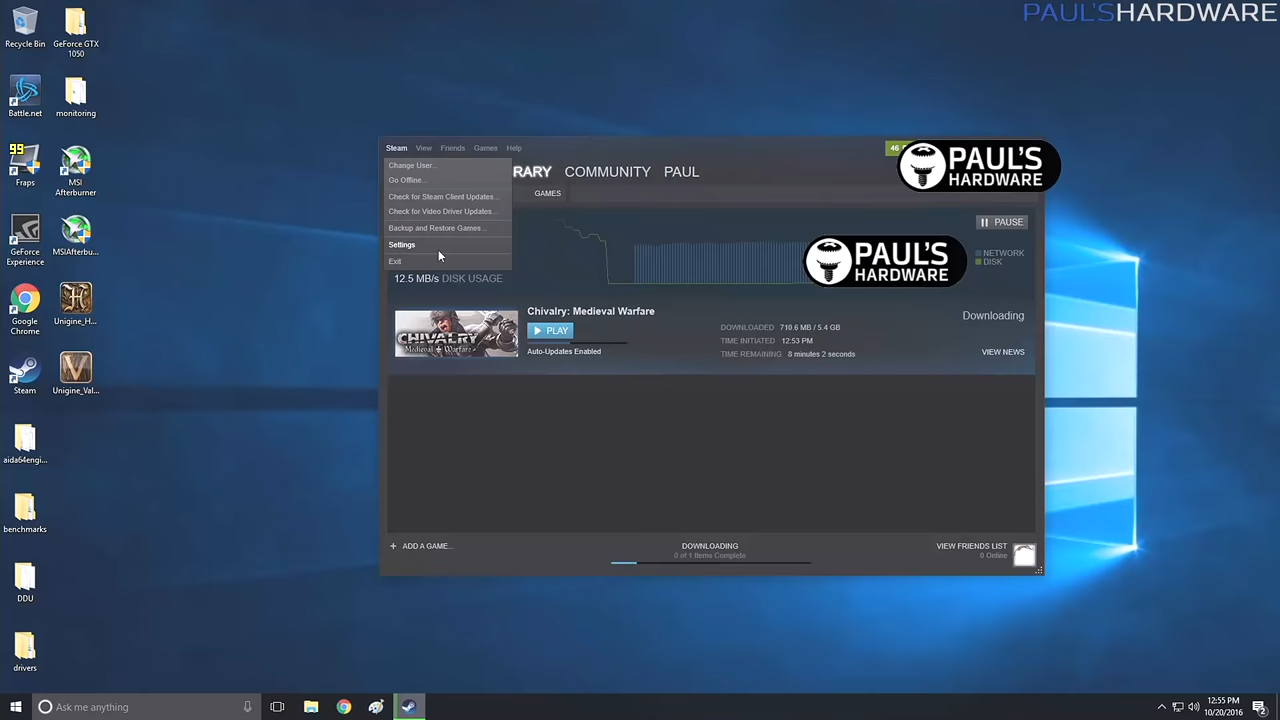 PAUL'SHARDWARE
Recycle Bin
GeForce GTX
1050
Battle.net
monitoring
99
Fraps
MSI
Afterburner
GeForce
Experience
MSIAfterbu...
Google
Chrome
Unigine_H...
Steam
Unigine_Val...
aida64engi...
benchmarks
DDU
drivers
Steam View Friends Games Help
46
PAUL'S
HARDWARE
Change User...
Go Offline...
Check for Steam Client Updates...
Check for Video Driver Updates...
Backup and Restore Games...
Settings
Exit
RARY COMMUNITY PAUL
GAMES
PAUSE
12.5 MB/s DISK USAGE
PAUL'S
HARDWARE
NETWORK
DISK
CHIVALRY
Medieval Warfare
Chivalry: Medieval Warfare
PLAY
Auto-Updates Enabled
DOWNLOADED 710.6 MB / 5.4 GB
TIME INITIATED 12:53 PM
TIME REMAINING 8 minutes 2 seconds
Downloading
VIEW NEWS
+ ADD A GAME...
DOWNLOADING
0 of 1 Items Complete
VIEW FRIENDS LIST
0 Online
Ask me anything
12:55 PM
10/20/2016
2